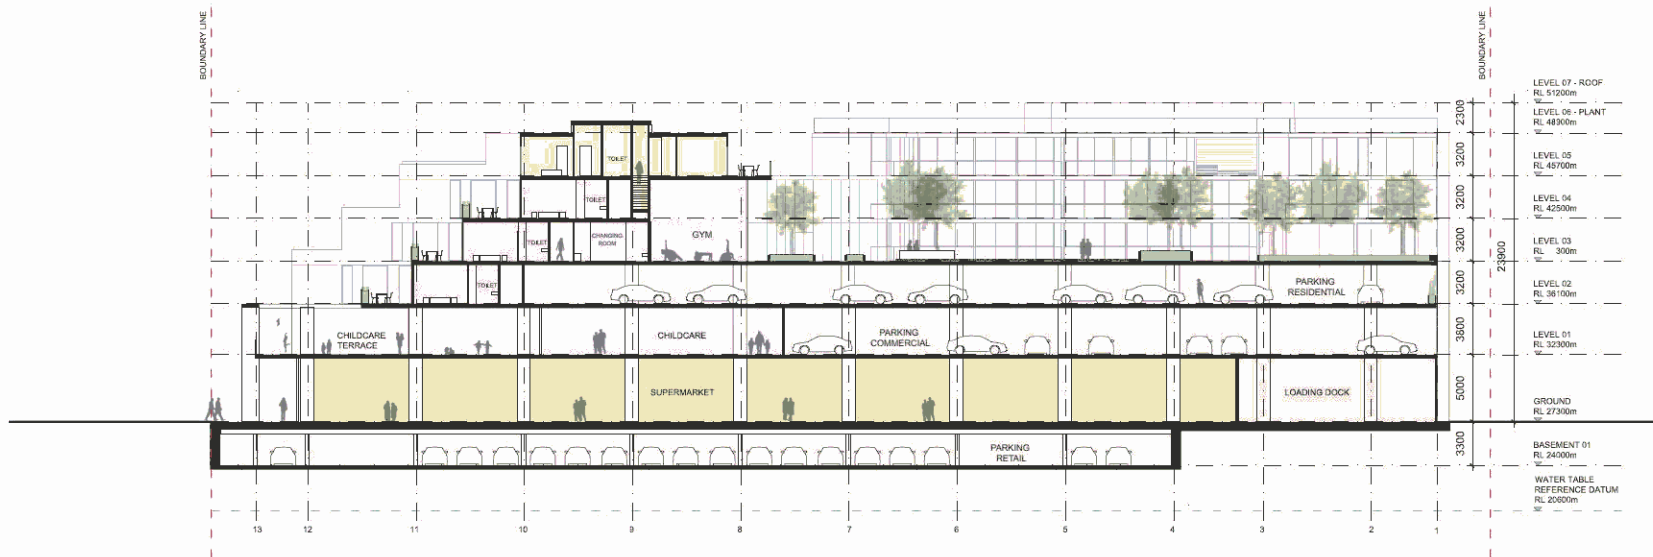 BOUNDARY LINE
BOUNDARY LINE
LEVEL 07 - ROOF
RL 51200m
LEVEL 06 - PLANT
RL 48900m
LEVEL 05
RL 45700m
LEVEL 04
RL 42500m
LEVEL 03
RL 300m
LEVEL 02
RL 36100m
LEVEL 01
RL 32300m
GROUND
RL 27300m
BASEMENT 01
RL 24000m
WATER TABLE
REFERENCE DATUM
RL 20600m
2300
3200
3200
3200
3200
3800
5000
3300
23900
TOILET
TOILET
TOILET
CHANGING
ROOM
GYM
TOILET
PARKING
RESIDENTIAL
CHILDCARE
TERRACE
CHILDCARE
PARKING
COMMERCIAL
SUPERMARKET
LOADING DOCK
PARKING
RETAIL
13 12 11 10 9 8 7 6 5 4 3 2 1